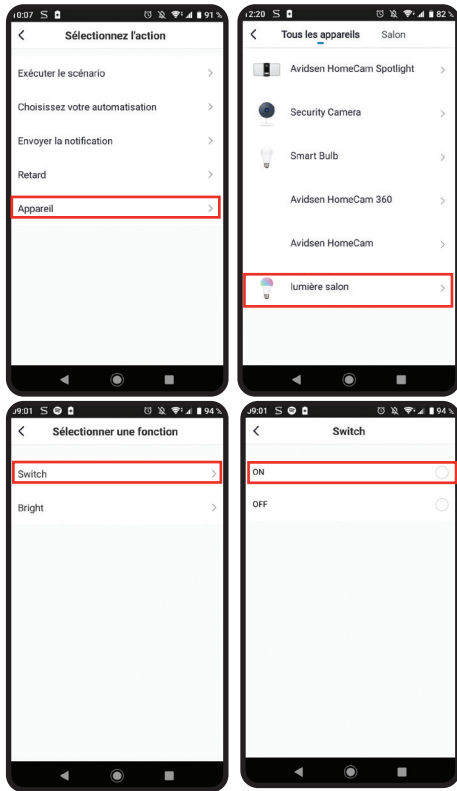 10:07 91 %
Sélectionnez l'action
Exécuter le scénario
Choisissez votre automatisation
Envoyer la notification
Retard
Appareil
12:20 82 %
Tous les appareils Salon
Avidsen HomeCam Spotlight
Security Camera
Smart Bulb
Avidsen HomeCam 360
Avidsen HomeCam
lumière salon
09:01 94 %
Sélectionner une fonction
Switch
Bright
09:01 94 %
Switch
ON
OFF